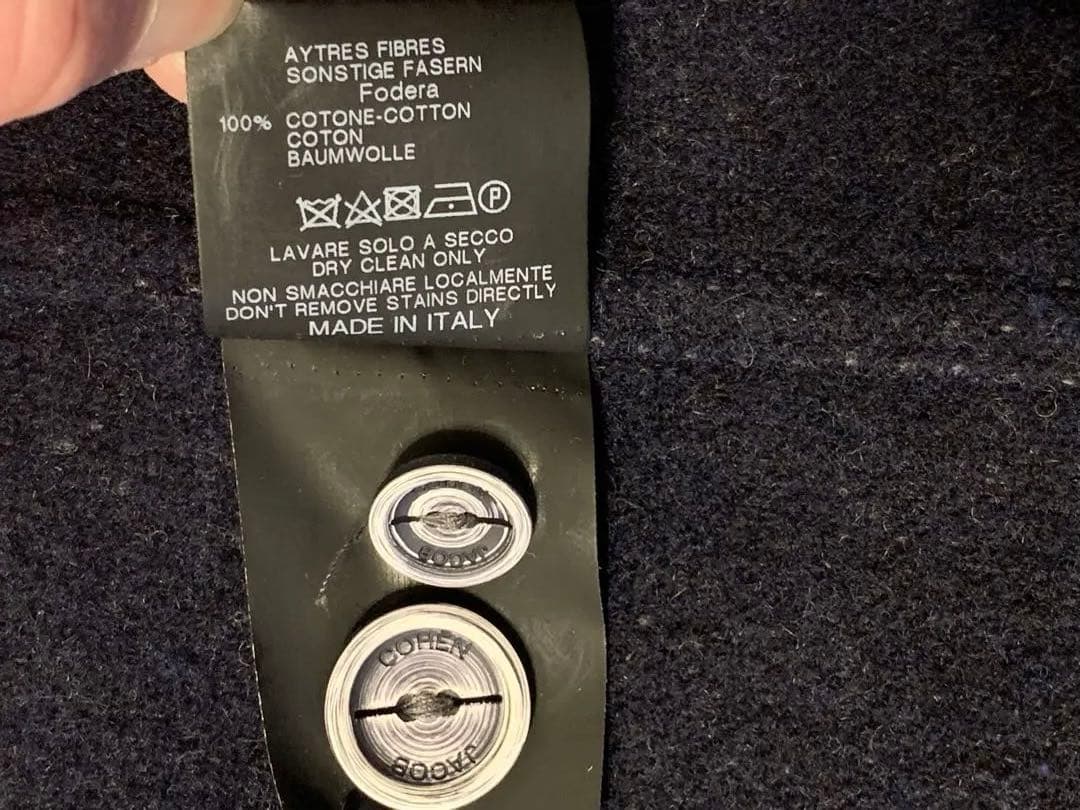 AYTRES FIBRES
SONSTIGE FASERN
Fodera
100% COTONE-COTTON
COTON
BAUMWOLLE
P
LAVARE SOLO A SECCO
DRY CLEAN ONLY
NON SMACCHIARE LOCALMENTE
DON'T REMOVE STAINS DIRECTLY
MADE IN ITALY
JACOB
COHEN
JACOB